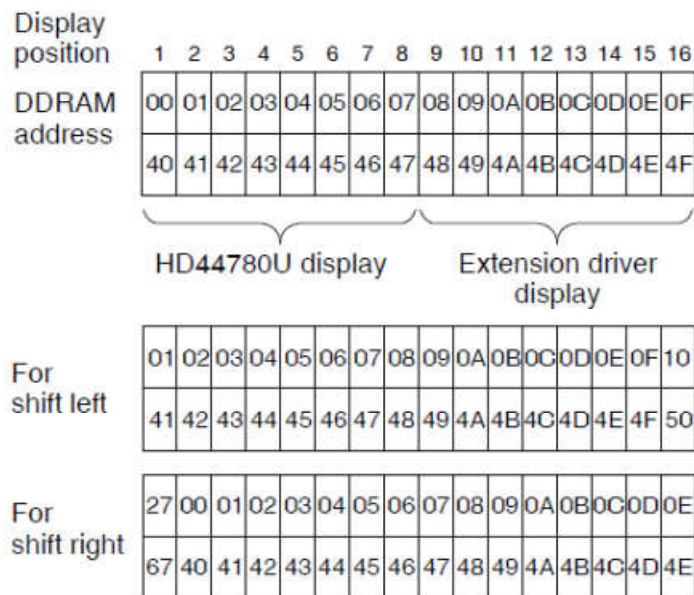 Display position 1 2 3 4 5 6 7 8 9 10 11 12 13 14 15 16
DDRAM address 00 01 02 03 04 05 06 07 08 09 0A 0B 0C 0D 0E 0F
40 41 42 43 44 45 46 47 48 49 4A 4B 4C 4D 4E 4F
HD44780U display Extension driver display
For shift left 01 02 03 04 05 06 07 08 09 0A 0B 0C 0D 0E 0F 10
41 42 43 44 45 46 47 48 49 4A 4B 4C 4D 4E 4F 50
For shift right 27 00 01 02 03 04 05 06 07 08 09 0A 0B 0C 0D 0E
67 40 41 42 43 44 45 46 47 48 49 4A 4B 4C 4D 4E